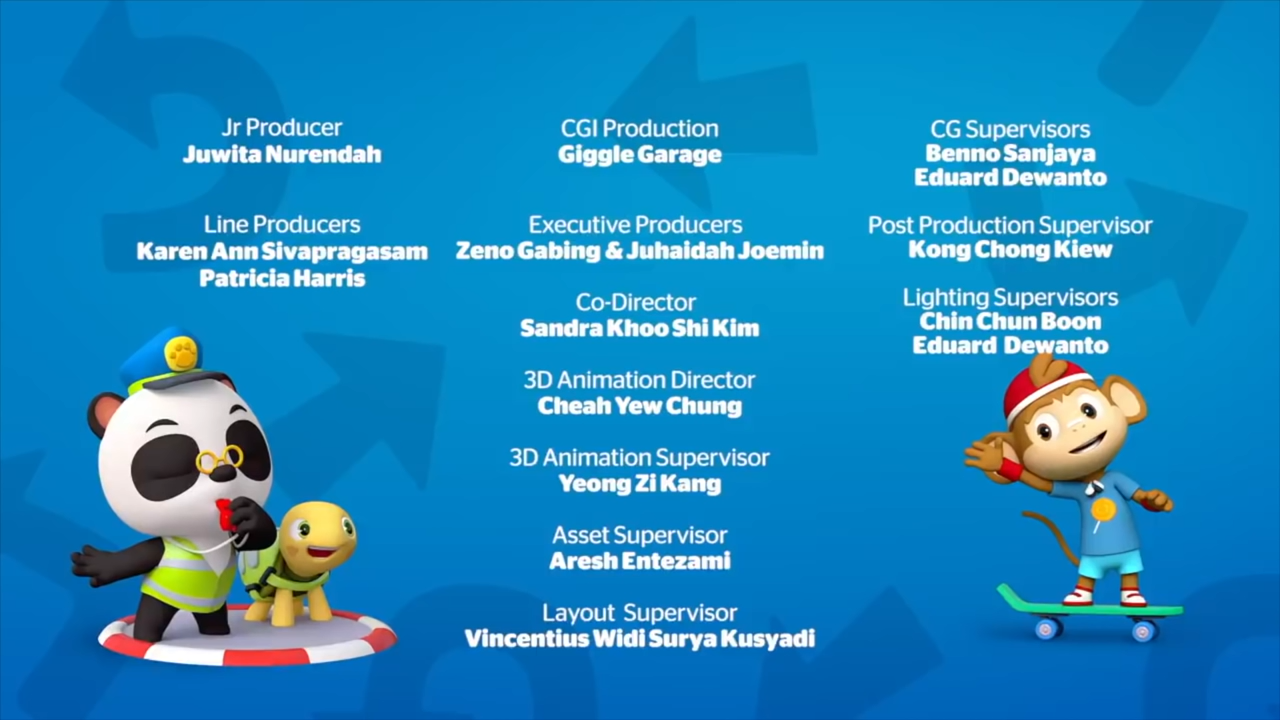 Jr Producer
Juwita Nurendah
Line Producers
Karen Ann Sivapragasam
Patricia Harris
CGI Production
Giggle Garage
Executive Producers
Zeno Gabing & Juhaidah Joemin
Co-Director
Sandra Khoo Shi Kim
3D Animation Director
Cheah Yew Chung
3D Animation Supervisor
Yeong Zi Kang
Asset Supervisor
Aresh Entezami
Layout Supervisor
Vincentius Widi Surya Kusyadi
CG Supervisors
Benno Sanjaya
Eduard Dewanto
Post Production Supervisor
Kong Chong Kiew
Lighting Supervisors
Chin Chun Boon
Eduard Dewanto